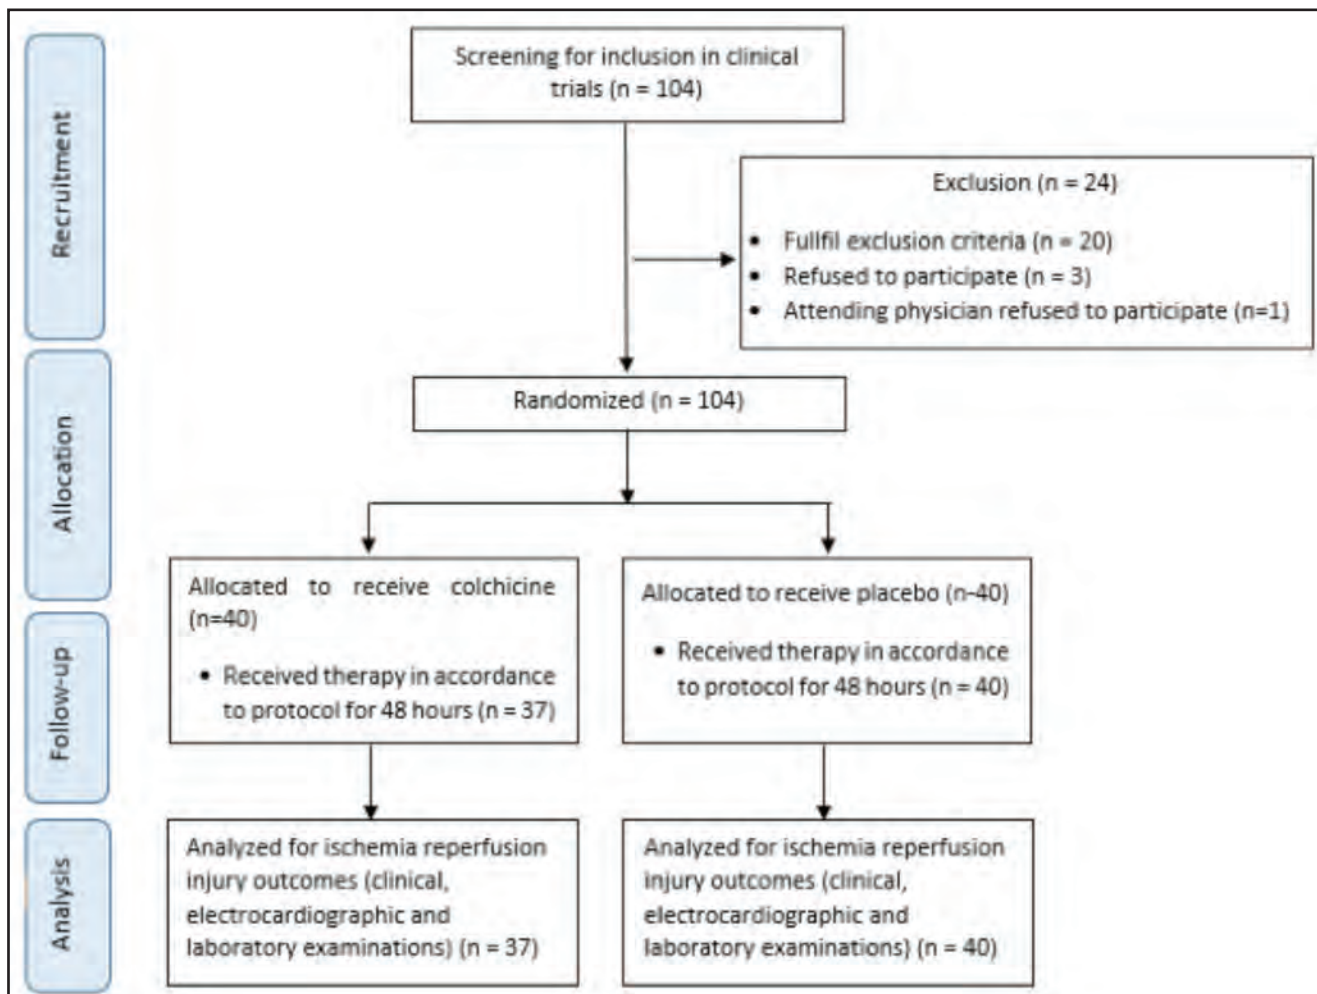 Recruitment
Screening for inclusion in clinical
trials (n = 104)
Exclusion (n = 24)
• Fullfil exclusion criteria (n = 20)
• Refused to participate (n = 3)
• Attending physician refused to participate (n=1)
Allocation
Randomized (n = 104)
Allocated to receive colchicine
(n=40)
• Received therapy in accordance
to protocol for 48 hours (n = 37)
Allocated to receive placebo (n-40)
• Received therapy in accordance
to protocol for 48 hours (n = 40)
Follow-up
Analysis
Analyzed for ischemia reperfusion
injury outcomes (clinical,
electrocardiographic and
laboratory examinations) (n = 37)
Analyzed for ischemia reperfusion
injury outcomes (clinical,
electrocardiographic and
laboratory examinations) (n = 40)